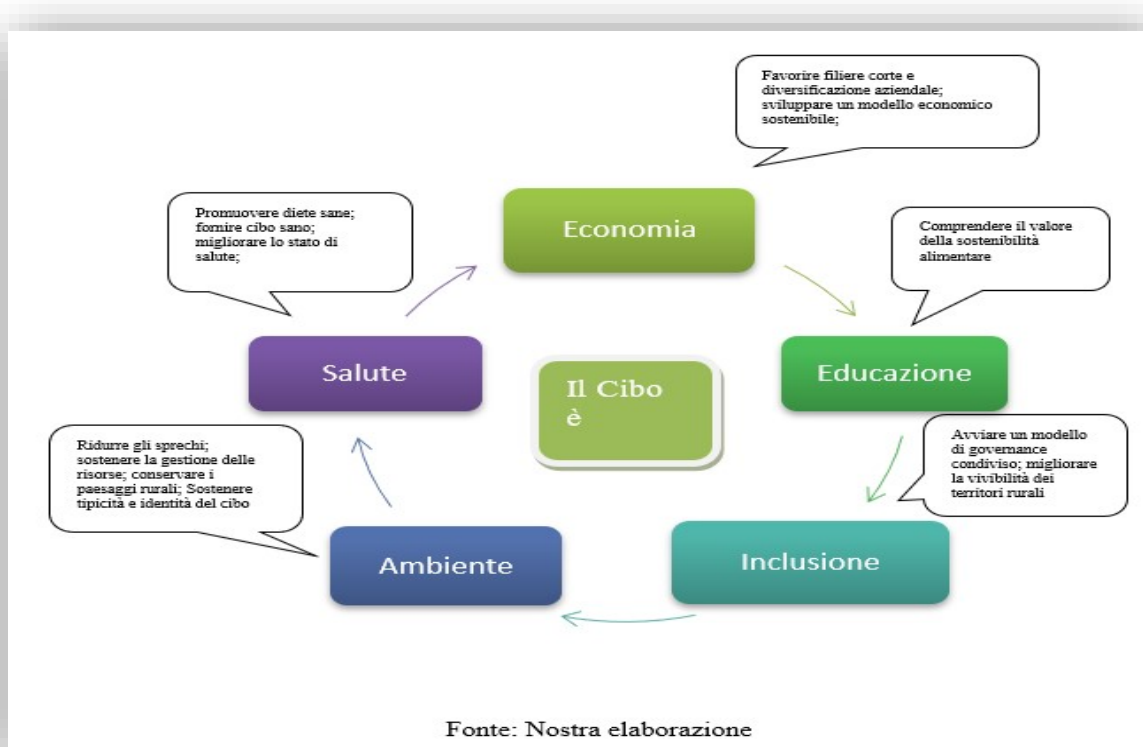 Favorire filiere corte e
diversificazione aziendale;
sviluppare un modello economico
sostenibile;
Economia
Promuovere diete sane;
fornire cibo sano;
migliorare lo stato di
salute;
Comprendere il valore
della sostenibilità
alimentare
Salute
Il Cibo
è
Educazione
Ridurre gli sprechi;
sostenere la gestione delle
risorse; conservare i
paesaggi rurali; Sostenere
tipicità e identità del cibo
Avviare un modello
di governance
condiviso; migliorare
la vivibilità dei
territori rurali
Ambiente
Inclusione
Fonte: Nostra elaborazione